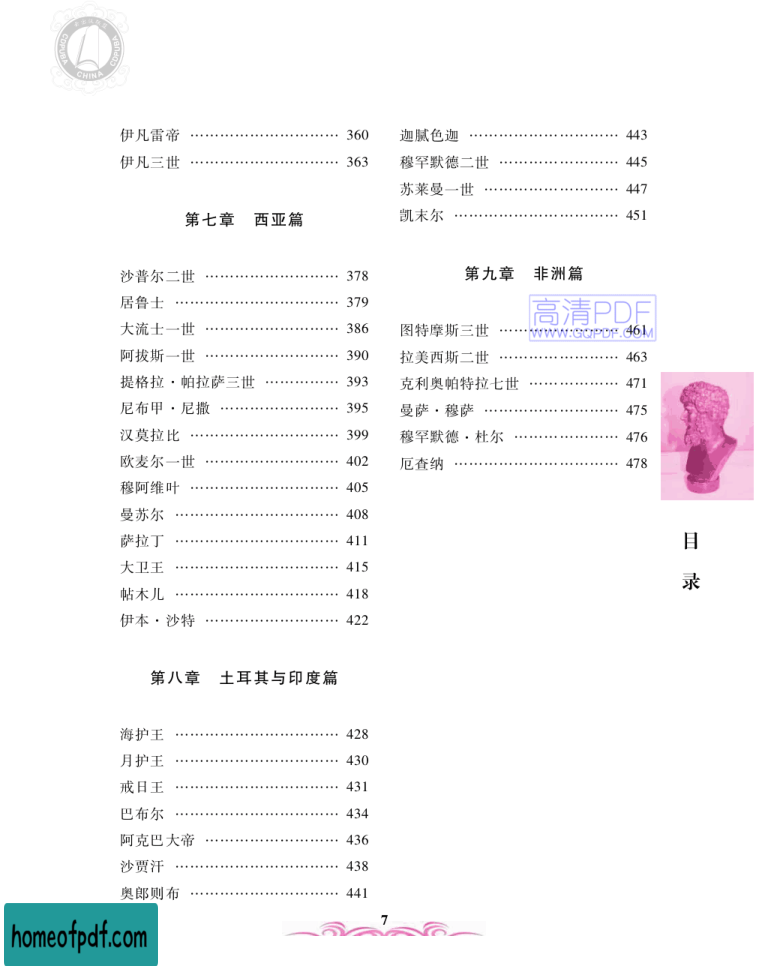 COPUBA
COPUBA
CHINA
伊凡雷帝 ………………………… 360
伊凡三世 ………………………… 363
第七章 西亚篇
沙普尔二世 ……………………… 378
居鲁士 …………………………… 379
大流士一世 ……………………… 386
阿拔斯一世 ……………………… 390
提格拉·帕拉萨三世 …………… 393
尼布甲·尼撒 …………………… 395
汉莫拉比 ………………………… 399
欧麦尔一世 ……………………… 402
穆阿维叶 ………………………… 405
曼苏尔 …………………………… 408
萨拉丁 …………………………… 411
大卫王 …………………………… 415
帖木儿 …………………………… 418
伊本·沙特 ……………………… 422
第八章 土耳其与印度篇
海护王 …………………………… 428
月护王 …………………………… 430
戒日王 …………………………… 431
巴布尔 …………………………… 434
阿克巴大帝 ……………………… 436
沙贾汗 …………………………… 438
奥郎则布 ………………………… 441
迦腻色迦 ………………………… 443
穆罕默德二世 …………………… 445
苏莱曼一世 ……………………… 447
凯末尔 …………………………… 451
第九章 非洲篇
高清PDF
WWW.GQPDF.COM
图特摩斯三世 …………………… 461
拉美西斯二世 …………………… 463
克利奥帕特拉七世 ……………… 471
曼萨·穆萨 ……………………… 475
穆罕默德·杜尔 ………………… 476
厄查纳 …………………………… 478
目
录
7
homeofpdf.com